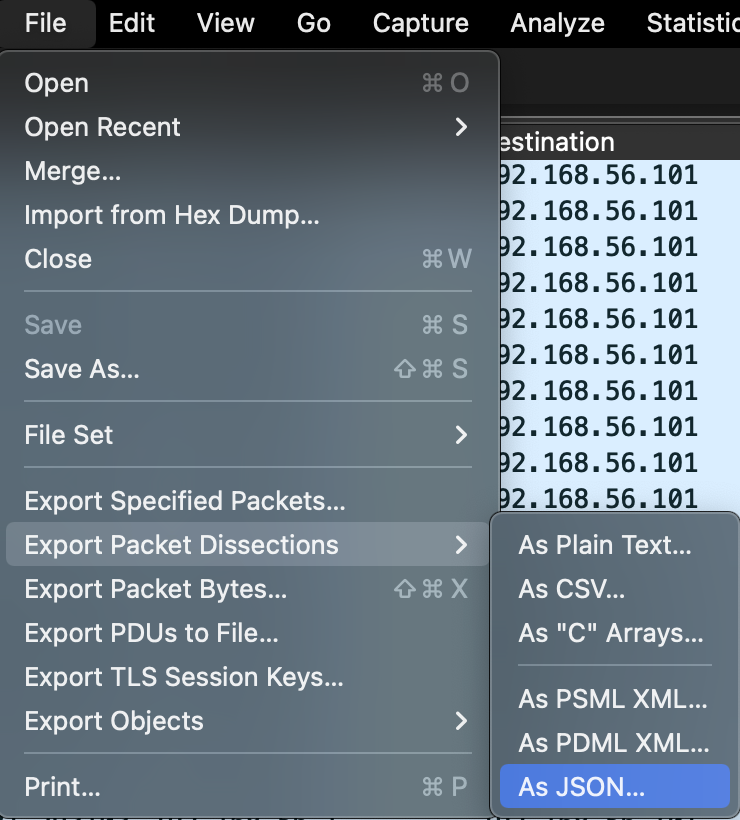 File Edit View Go Capture Analyze Statistic
Open ⌘ O
Open Recent >
Merge...
Import from Hex Dump...
Close ⌘ W
Save ⌘ S
Save As... ⇧ ⌘ S
File Set >
Export Specified Packets...
Export Packet Dissections >
Export Packet Bytes... ⇧ ⌘ X
Export PDUs to File...
Export TLS Session Keys...
Export Objects >
Print... ⌘ P
estination
92.168.56.101
92.168.56.101
92.168.56.101
92.168.56.101
92.168.56.101
92.168.56.101
92.168.56.101
92.168.56.101
92.168.56.101
92.168.56.101
As Plain Text...
As CSV...
As "C" Arrays...
As PSML XML...
As PDML XML...
As JSON...